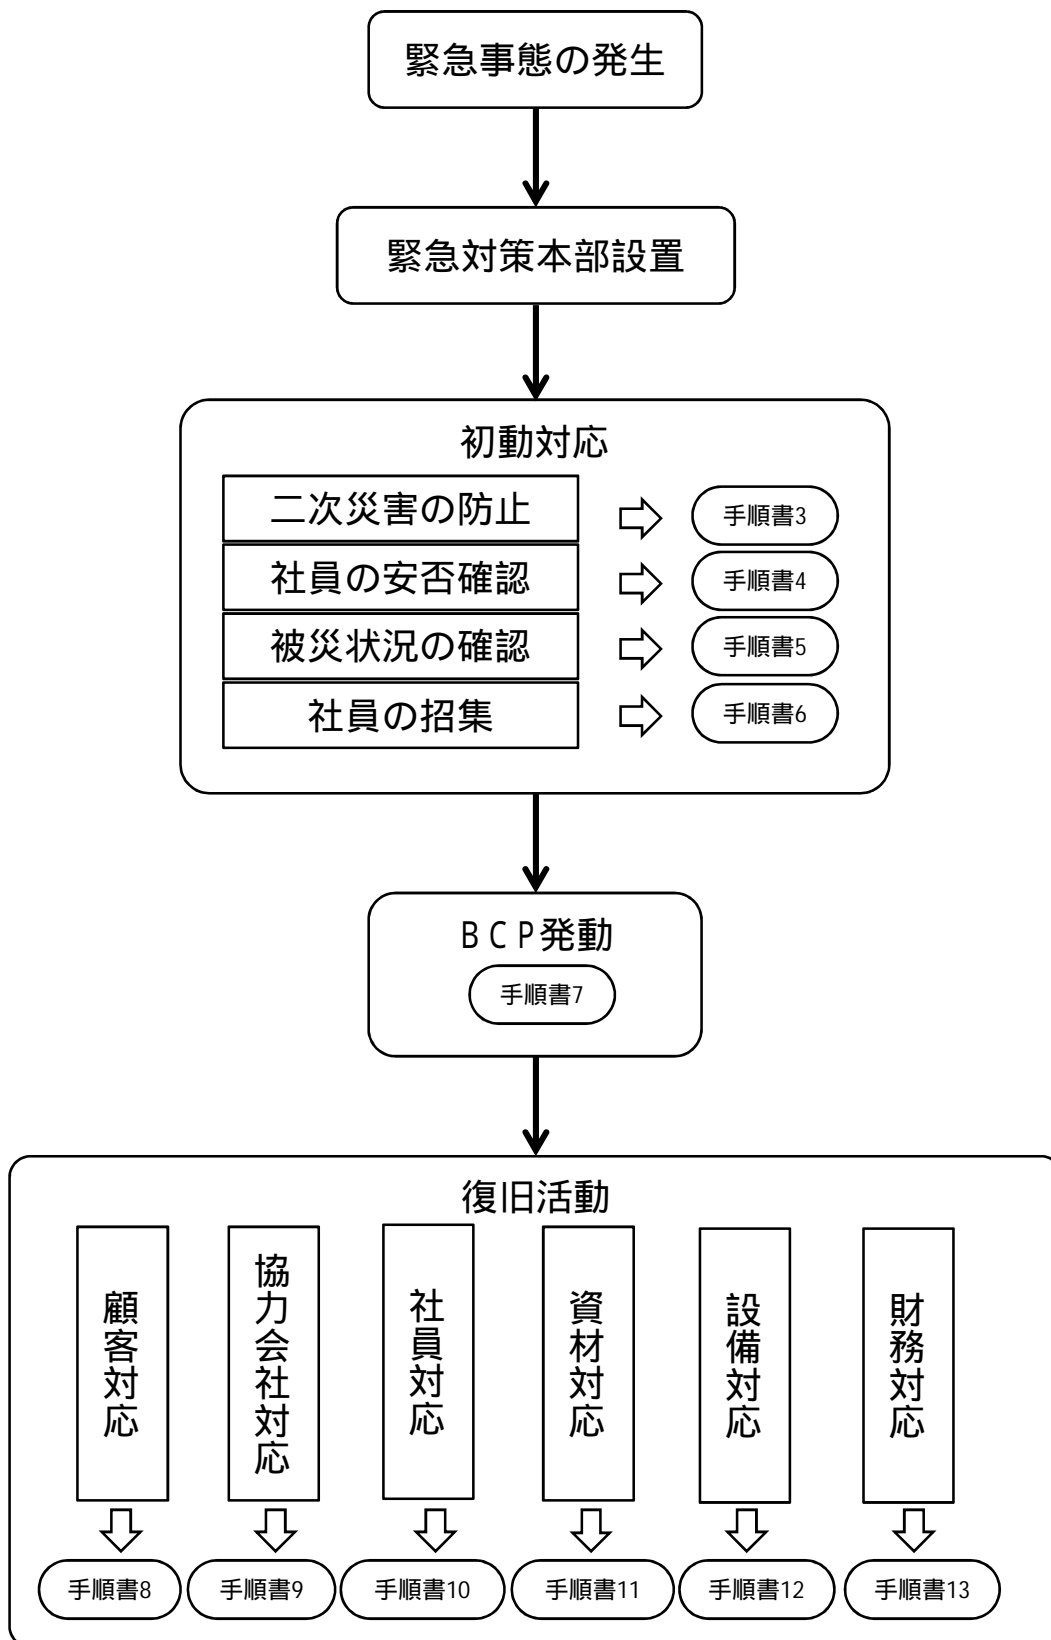 緊急事態の発生
緊急対策本部設置
初動対応
二次災害の防止
手順書3
社員の安否確認
手順書4
被災状況の確認
手順書5
社員の招集
手順書6
BCP発動
手順書7
復旧活動
顧客対応
協力会社対応
社員対応
資材対応
設備対応
財務対応
手順書8
手順書9
手順書10
手順書11
手順書12
手順書13